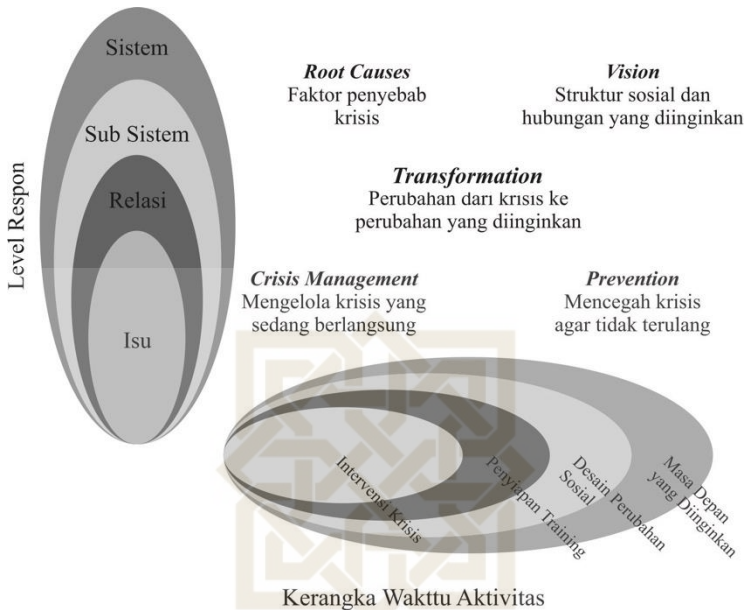 Sistem
Sub Sistem
Relasi
Isu
Level Respon
Root Causes
Faktor penyebab
krisis
Vision
Struktur sosial dan
hubungan yang diinginkan
Transformation
Perubahan dari krisis ke
perubahan yang diinginkan
Crisis Management
Mengelola krisis yang
sedang berlangsung
Prevention
Mencegah krisis
agar tidak terulang
Intervensi Krisis
Penyiapan Training
Desain Perubahan
Sosial
Masa Depan
yang Diinginkan
Kerangka Wakttu Aktivitas